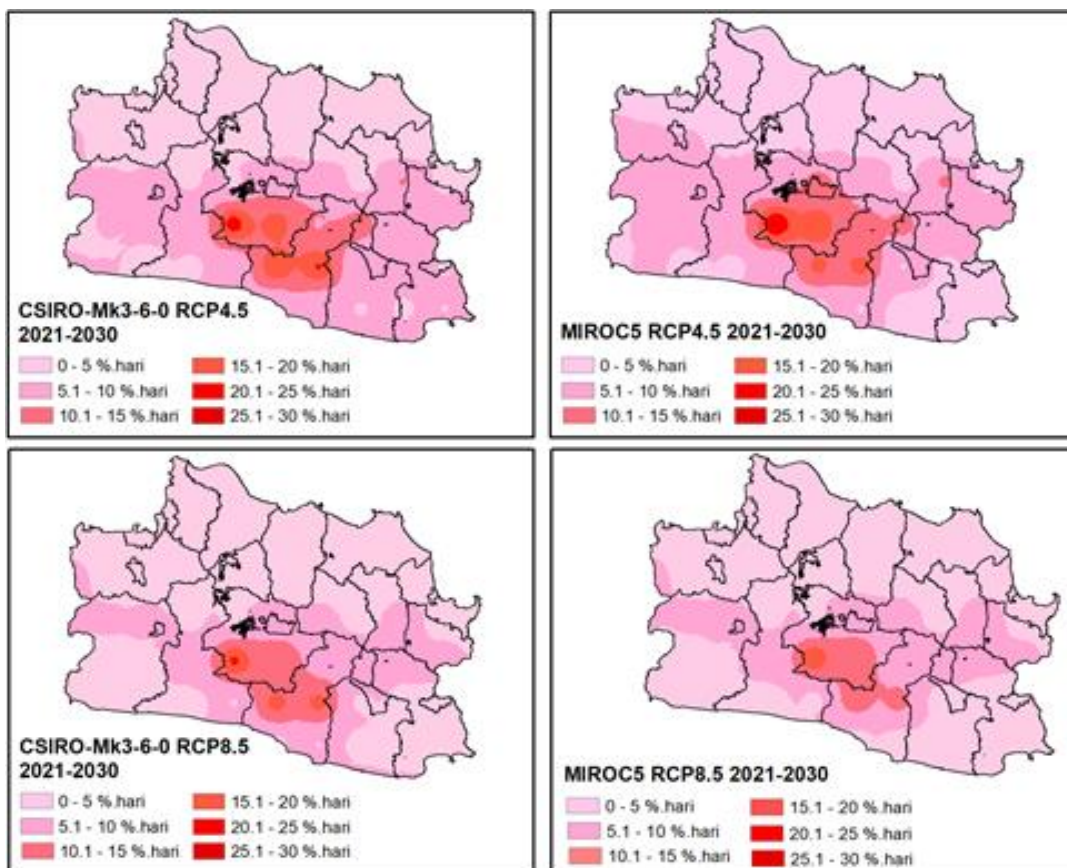 CSIRO-Mk3-6-0 RCP4.5
2021-2030
0 - 5 %.hari
15.1 - 20 %.hari
5.1 - 10 %.hari
20.1 - 25 %.hari
10.1 - 15 %.hari
25.1 - 30 %.hari
MIROC5 RCP4.5 2021-2030
0 - 5 %.hari
15.1 - 20 %.hari
5.1 - 10 %.hari
20.1 - 25 %.hari
10.1 - 15 %.hari
25.1 - 30 %.hari
CSIRO-Mk3-6-0 RCP8.5
2021-2030
0 - 5 %.hari
15.1 - 20 %.hari
5.1 - 10 %.hari
20.1 - 25 %.hari
10.1 - 15 %.hari
25.1 - 30 %.hari
MIROC5 RCP8.5 2021-2030
0 - 5 %.hari
15.1 - 20 %.hari
5.1 - 10 %.hari
20.1 - 25 %.hari
10.1 - 15 %.hari
25.1 - 30 %.hari